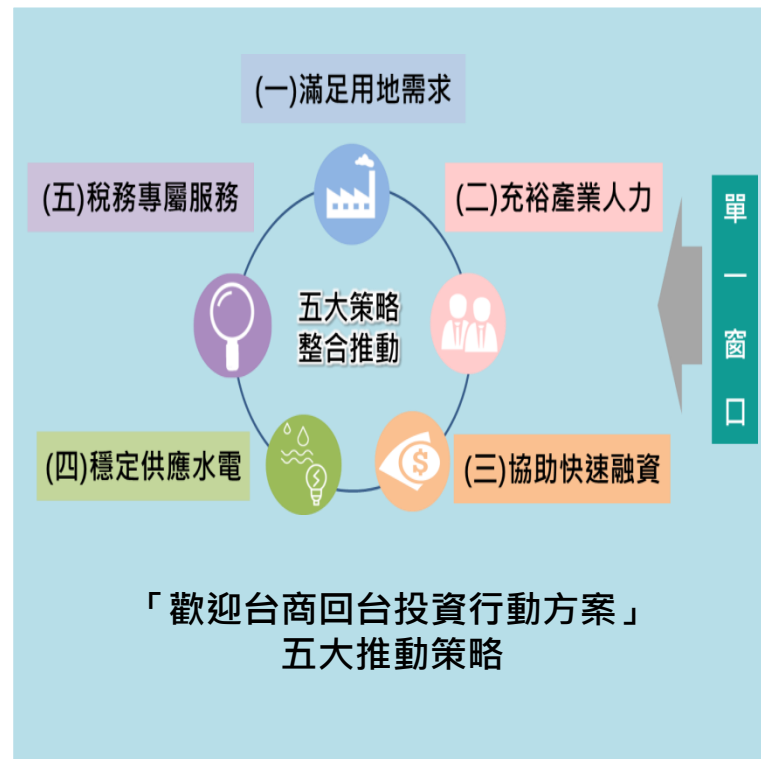 (一)滿足用地需求
(二)充裕產業人力
(三)協助快速融資
(四)穩定供應水電
(五)稅務專屬服務
五大策略
整合推動
$
單一窗口
「歡迎台商回台投資行動方案」
五大推動策略